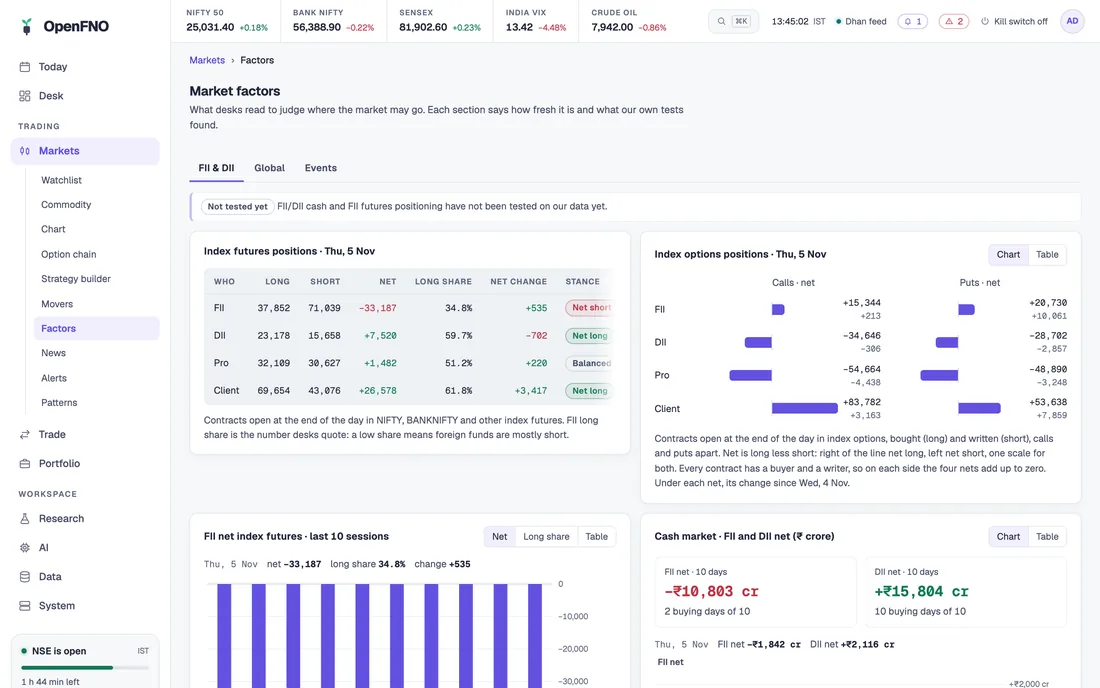 OpenFNO
NIFTY 50
25,031.40 +0.18%
BANK NIFTY
56,388.90 −0.22%
SENSEX
81,902.60 +0.23%
INDIA VIX
13.42 −4.48%
CRUDE OIL
7,942.00 −0.86%
⌘K
13:45:02 IST
Dhan feed
1
2
Kill switch off
AD
Today
Desk
TRADING
Markets
Watchlist
Commodity
Chart
Option chain
Strategy builder
Movers
Factors
News
Alerts
Patterns
Trade
Portfolio
WORKSPACE
Research
AI
Data
System
NSE is open IST
1 h 44 min left
Markets › Factors
Market factors
What desks read to judge where the market may go. Each section says how fresh it is and what our own tests
found.
FII & DII Global Events
Not tested yet FII/DII cash and FII futures positioning have not been tested on our data yet.
Index futures positions · Thu, 5 Nov
WHO LONG SHORT NET LONG SHARE NET CHANGE STANCE
FII 37,852 71,039 −33,187 34.8% +535 Net short
DII 23,178 15,658 +7,520 59.7% −702 Net long
Pro 32,109 30,627 +1,482 51.2% +220 Balanced
Client 69,654 43,076 +26,578 61.8% +3,417 Net long
Contracts open at the end of the day in NIFTY, BANKNIFTY and other index futures. FII long
share is the number desks quote: a low share means foreign funds are mostly short.
Index options positions · Thu, 5 Nov
Chart Table
Calls · net Puts · net
FII +15,344 +20,730
+213 +10,061
DII −34,646 −28,702
−306 −2,857
Pro −54,664 −48,890
−4,438 −3,248
Client +83,782 +53,638
+3,163 +7,859
Contracts open at the end of the day in index options, bought (long) and written (short), calls
and puts apart. Net is long less short: right of the line net long, left net short, one scale for
both. Every contract has a buyer and a writer, so on each side the four nets add up to zero.
Under each net, its change since Wed, 4 Nov.
FII net index futures · last 10 sessions
Net Long share Table
Thu, 5 Nov net −33,187 long share 34.8% change +535
0
−10,000
−20,000
−30,000
Cash market · FII and DII net (₹ crore)
Chart Table
FII net · 10 days
−₹10,803 cr
2 buying days of 10
DII net · 10 days
+₹15,804 cr
10 buying days of 10
Thu, 5 Nov FII net −₹1,842 cr DII net +₹2,116 cr
FII net
+₹2,000 cr